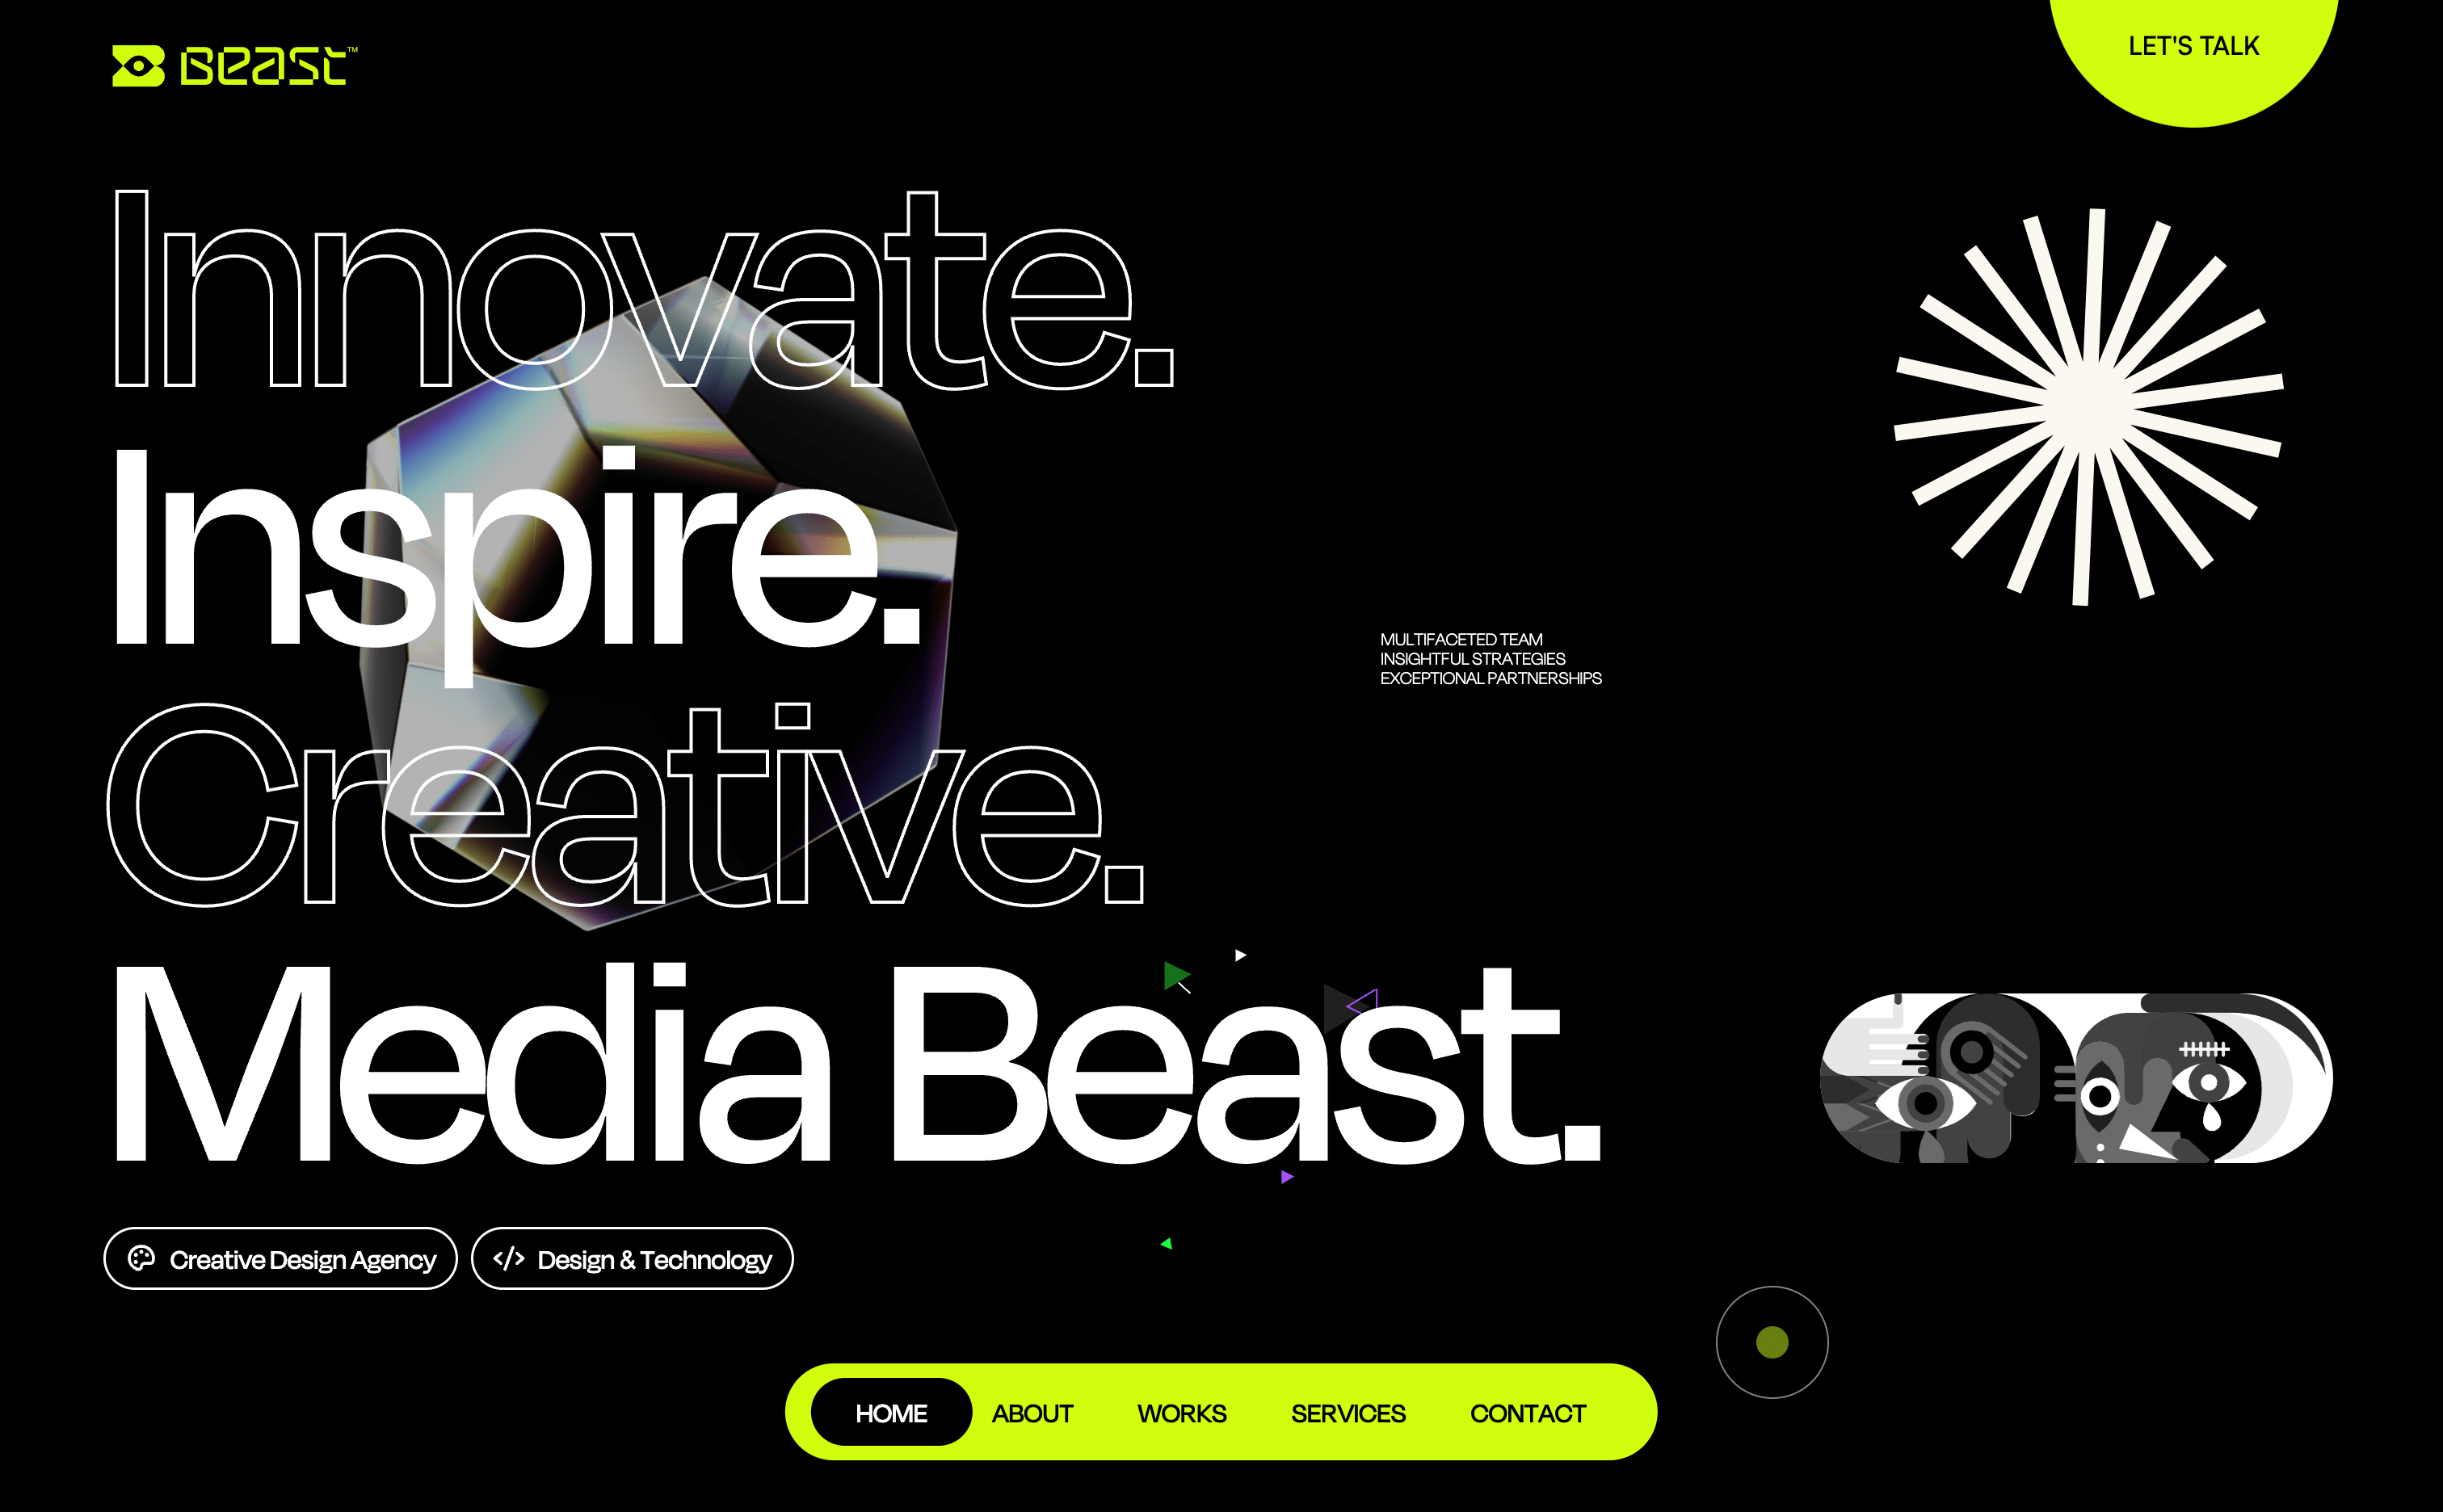 Beast™
LET'S TALK
Innovate.
Inspire.
MULTIFACETED TEAM
INSIGHTFUL STRATEGIES
EXCEPTIONAL PARTNERSHIPS
Creative.
Media Beast.
Creative Design Agency
Design & Technology
HOME
ABOUT
WORKS
SERVICES
CONTACT